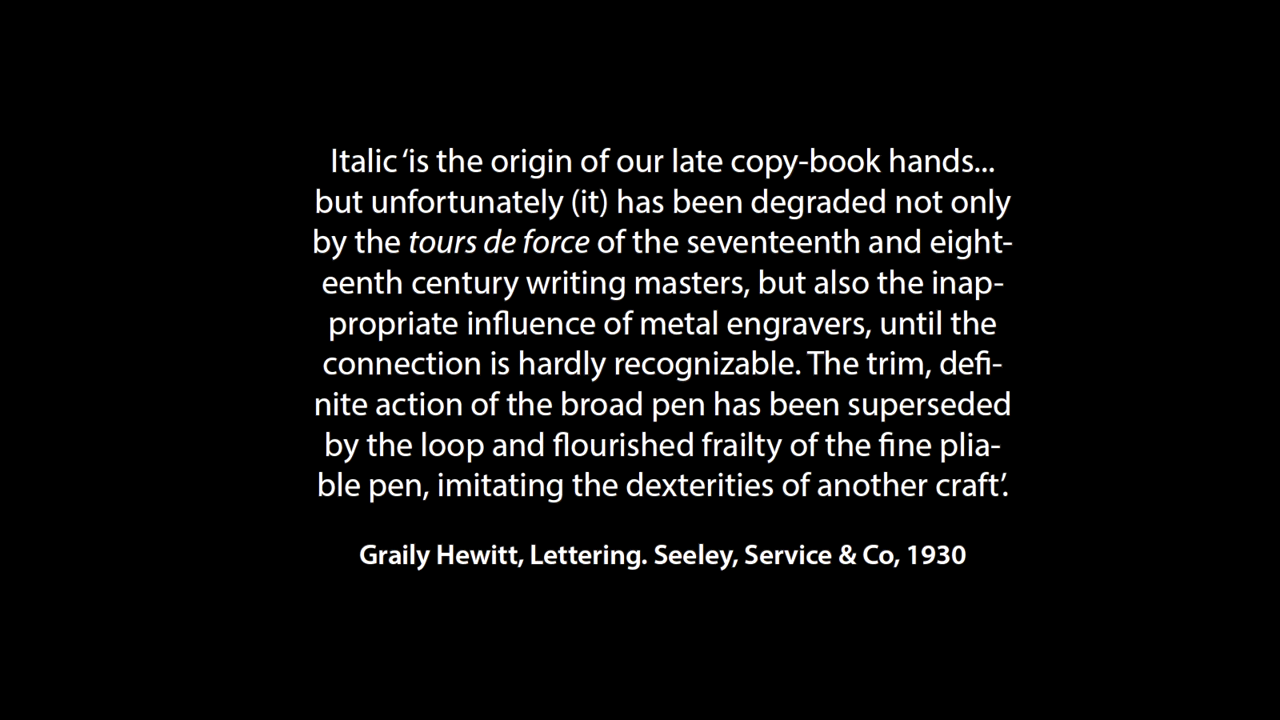 Italic ‘is the origin of our late copy-book hands...
but unfortunately (it) has been degraded not only
by the tours de force of the seventeenth and eight-
eenth century writing masters, but also the inap-
propriate influence of metal engravers, until the
connection is hardly recognizable. The trim, defi-
nite action of the broad pen has been superseded
by the loop and flourished frailty of the fine plia-
ble pen, imitating the dexterities of another craft’.
Graily Hewitt, Lettering. Seeley, Service & Co, 1930